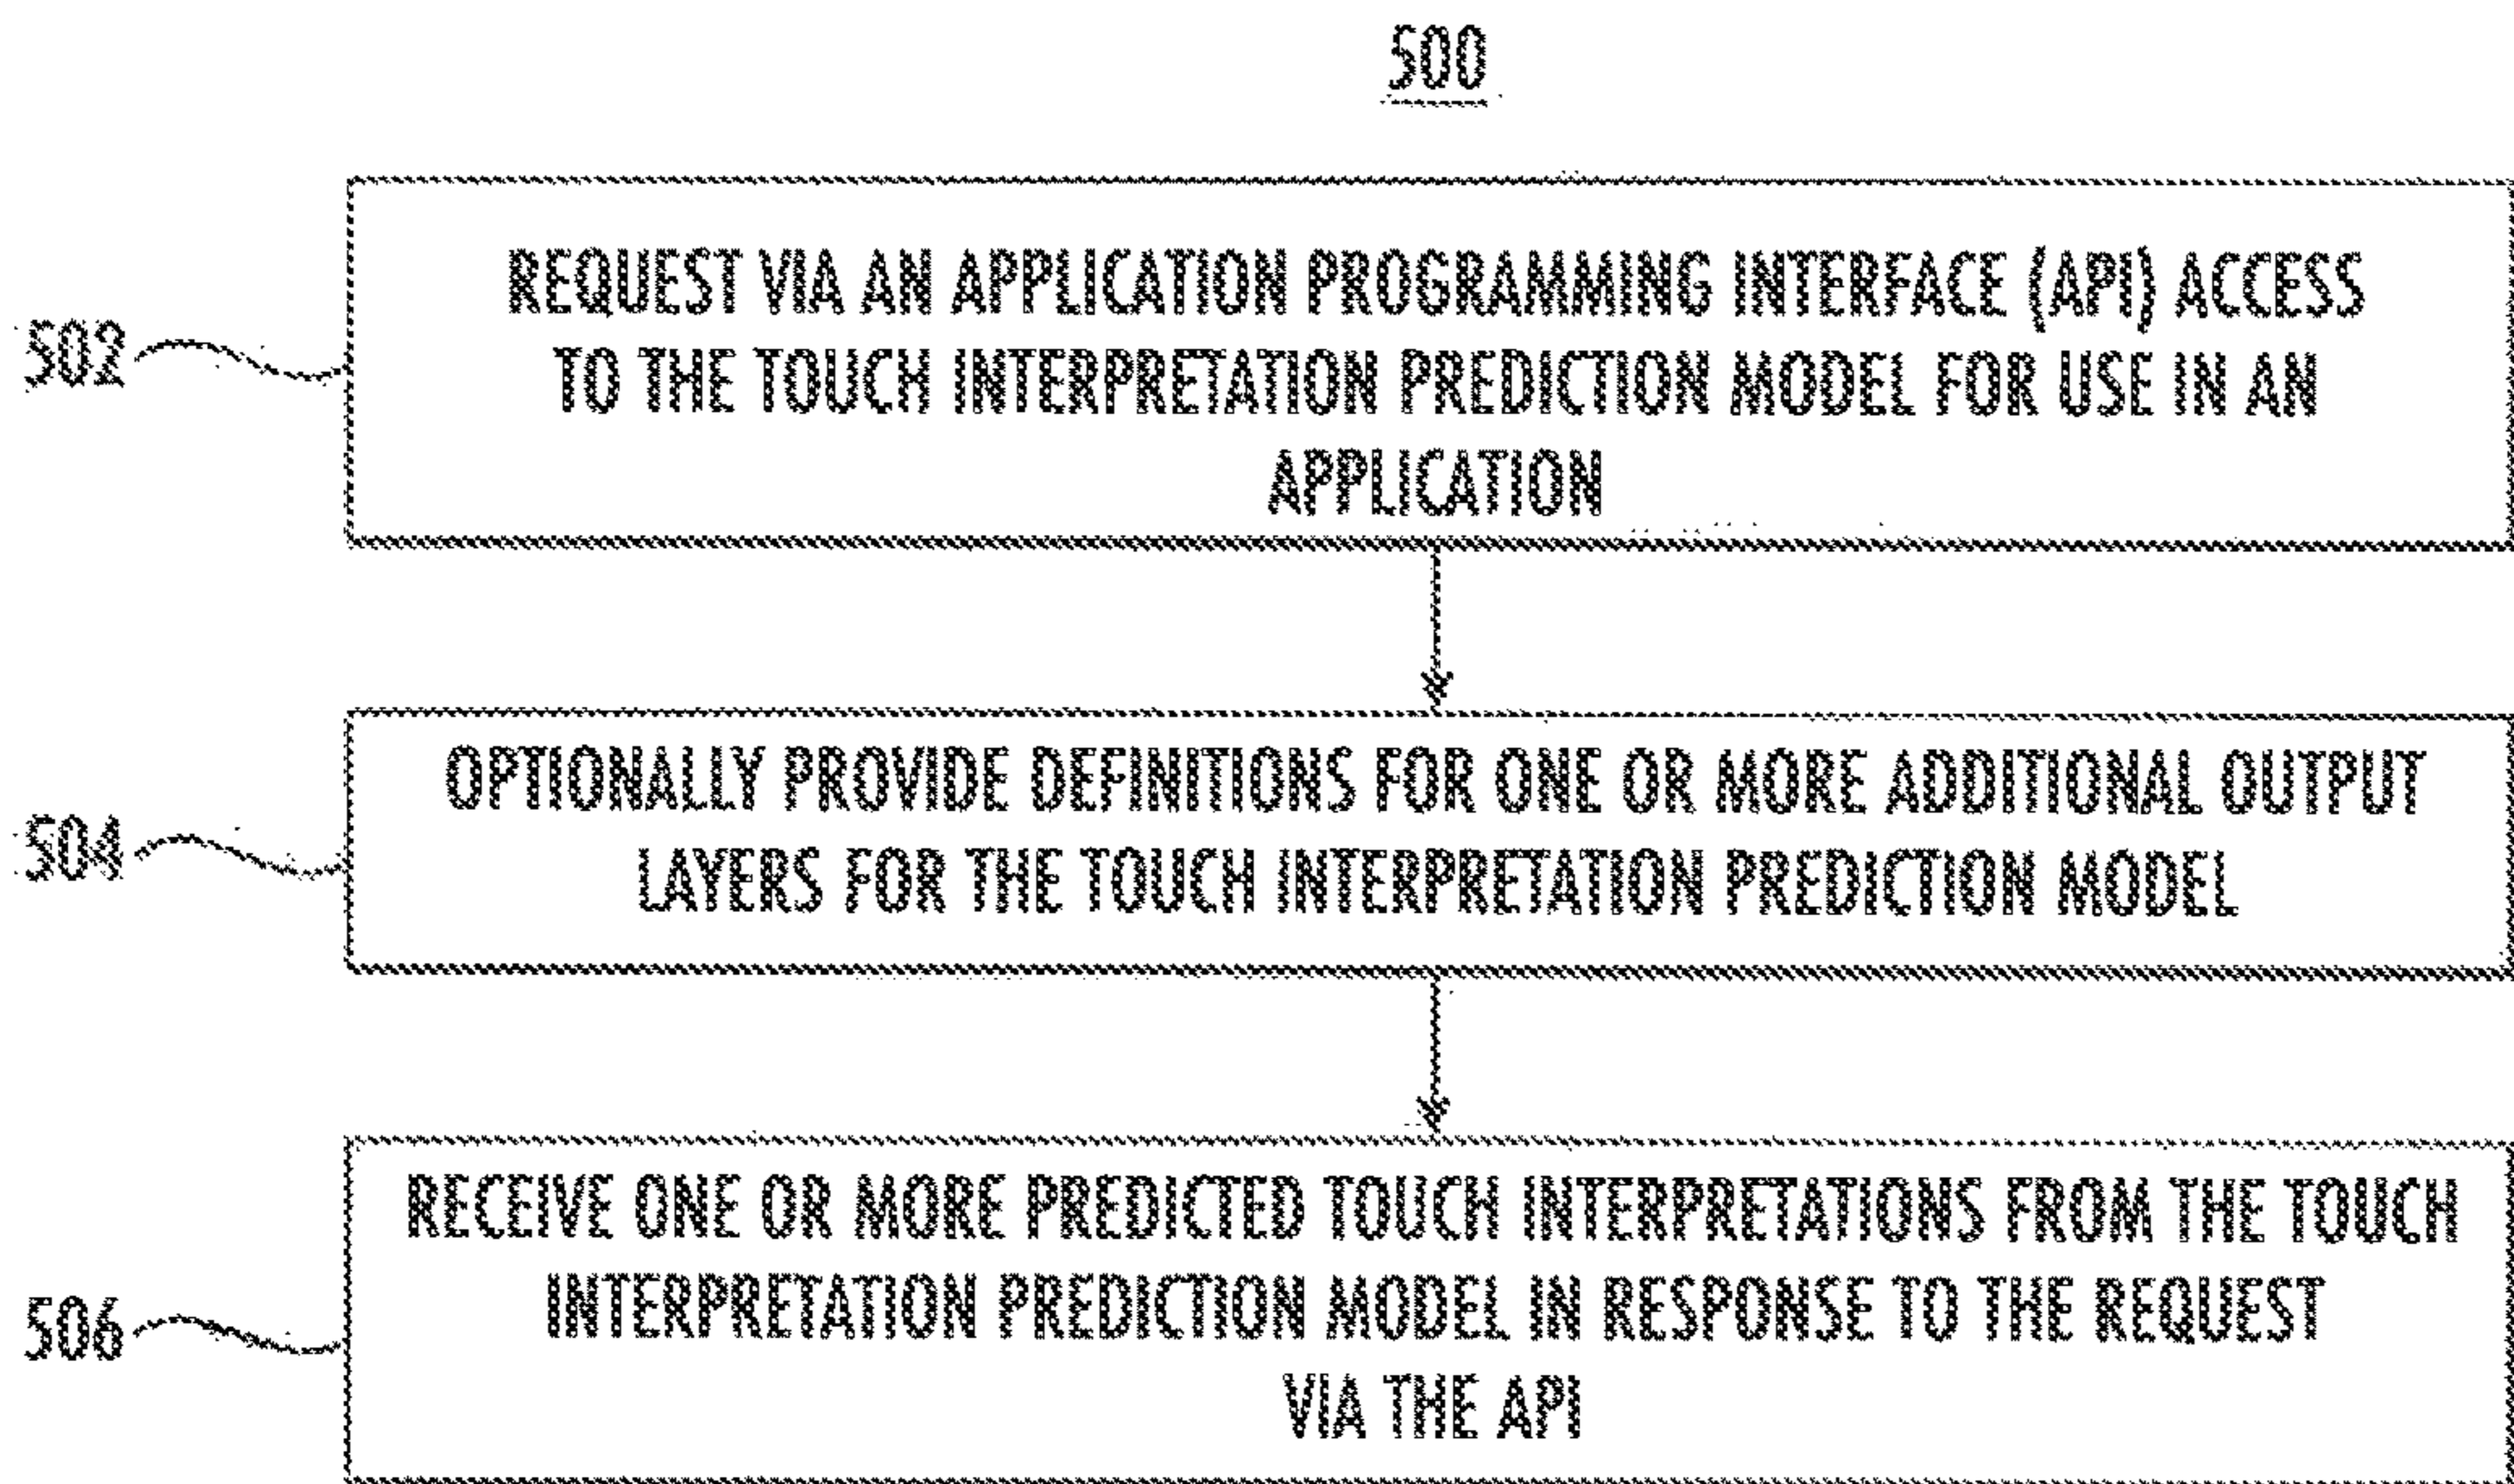 500
502
REQUEST VIA AN APPLICATION PROGRAMMING INTERFACE (API) ACCESS
TO THE TOUCH INTERPRETATION PREDICTION MODEL FOR USE IN AN
APPLICATION
504
OPTIONALLY PROVIDE DEFINITIONS FOR ONE OR MORE ADDITIONAL OUTPUT
LAYERS FOR THE TOUCH INTERPRETATION PREDICTION MODEL
506
RECEIVE ONE OR MORE PREDICTED TOUCH INTERPRETATIONS FROM THE TOUCH
INTERPRETATION PREDICTION MODEL IN RESPONSE TO THE REQUEST
VIA THE API